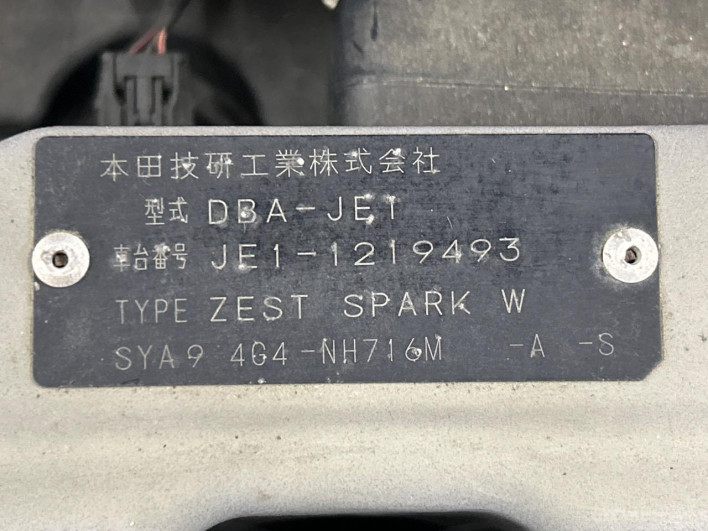 本田技研工業株式会社
型式 DBA-JE1
車台番号 JE1-1219493
TYPE ZEST SPARK W
SYA9 4G4-NH716M -A -S